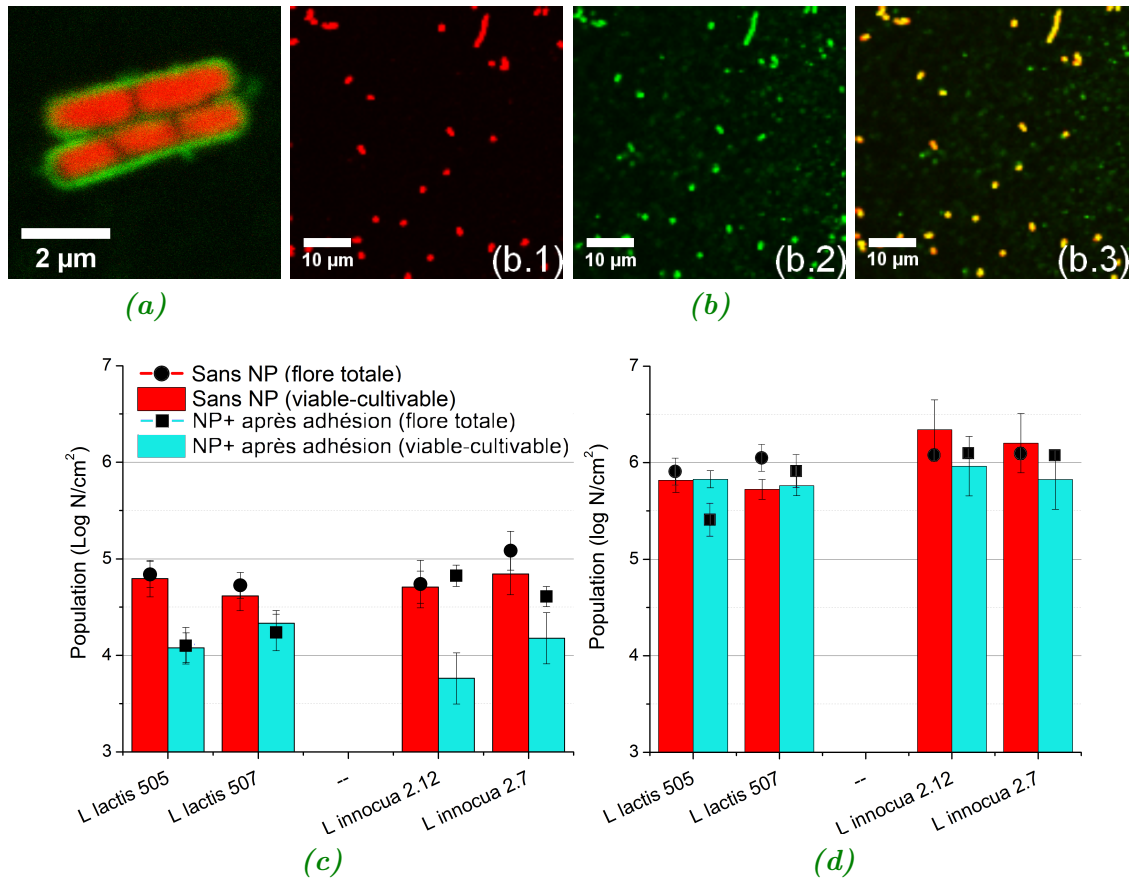 2 µm
10 µm
(b.1)
10 µm
(b.2)
10 µm
(b.3)
(a)
(b)
Sans NP (flore totale)
Sans NP (viable-cultivable)
NP+ après adhésion (flore totale)
NP+ après adhésion (viable-cultivable)
Population (Log N/cm²)
7
6
5
4
3
L lactis 505
L lactis 507
--
L innocua 2.12
L innocua 2.7
(c)
Population (log N/cm²)
7
6
5
4
3
L lactis 505
L lactis 507
--
L innocua 2.12
L innocua 2.7
(d)